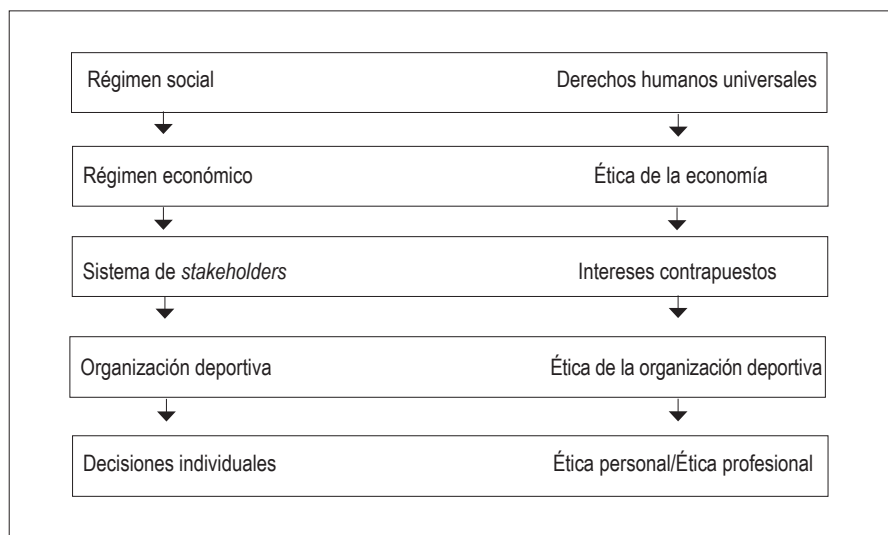 Régimen social Derechos humanos universales
Régimen económico Ética de la economía
Sistema de stakeholders Intereses contrapuestos
Organización deportiva Ética de la organización deportiva
Decisiones individuales Ética personal/Ética profesional